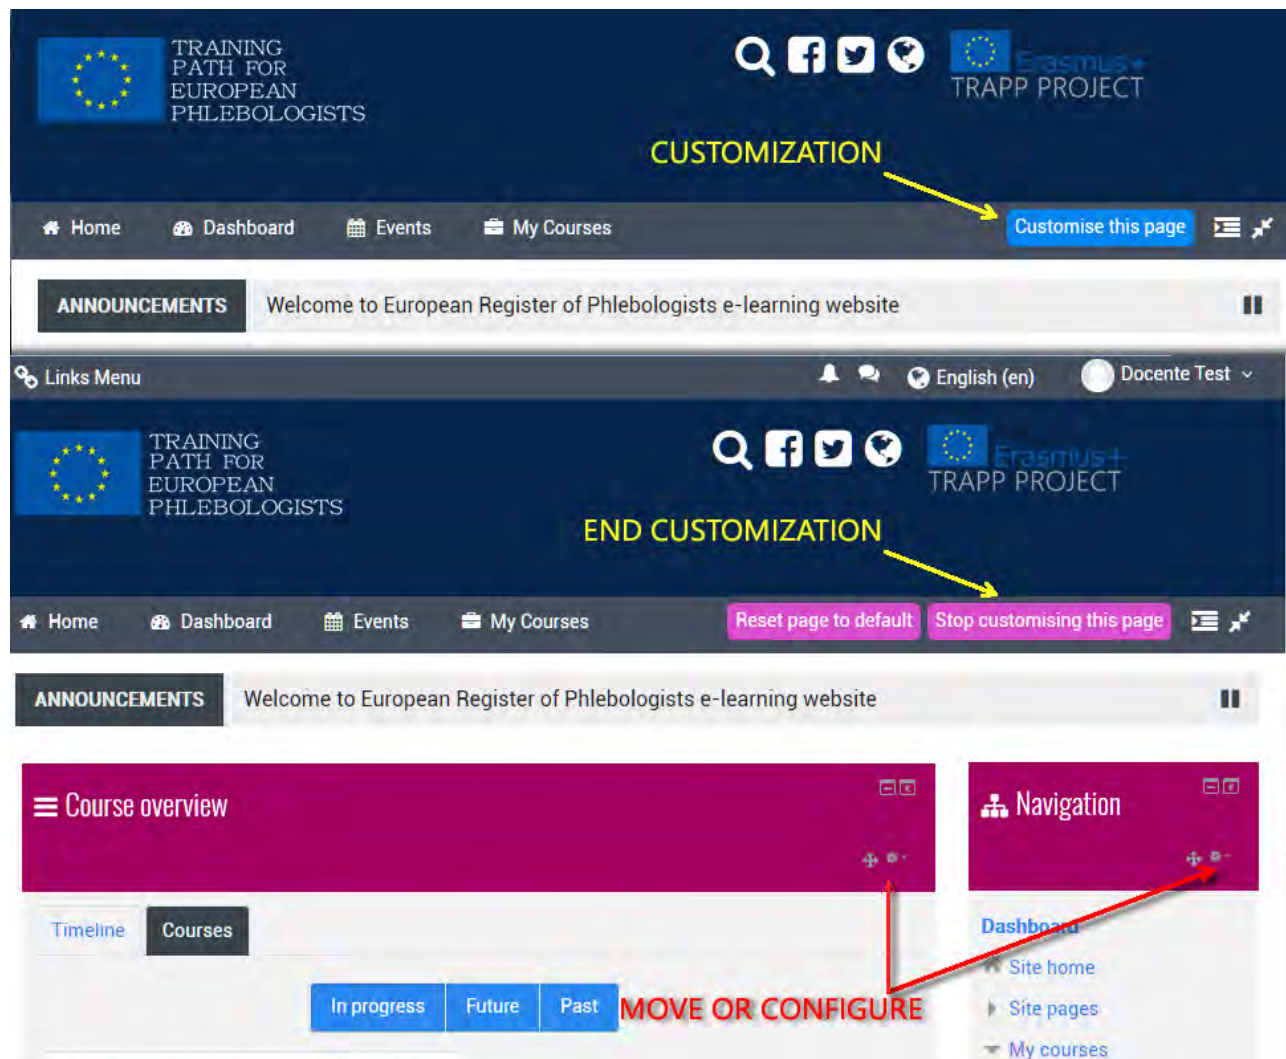 TRAINING
PATH FOR
EUROPEAN
PHLEBOLOGISTS
Erasmus+
TRAPP PROJECT
CUSTOMIZATION
Home Dashboard Events My Courses Customise this page
ANNOUNCEMENTS Welcome to European Register of Phlebologists e-learning website
Links Menu English (en) Docente Test
TRAINING
PATH FOR
EUROPEAN
PHLEBOLOGISTS
Erasmus+
TRAPP PROJECT
END CUSTOMIZATION
Home Dashboard Events My Courses Reset page to default Stop customising this page
ANNOUNCEMENTS Welcome to European Register of Phlebologists e-learning website
Course overview Navigation
Timeline Courses Dashboard
Site home
In progress Future Past MOVE OR CONFIGURE Site pages
My courses